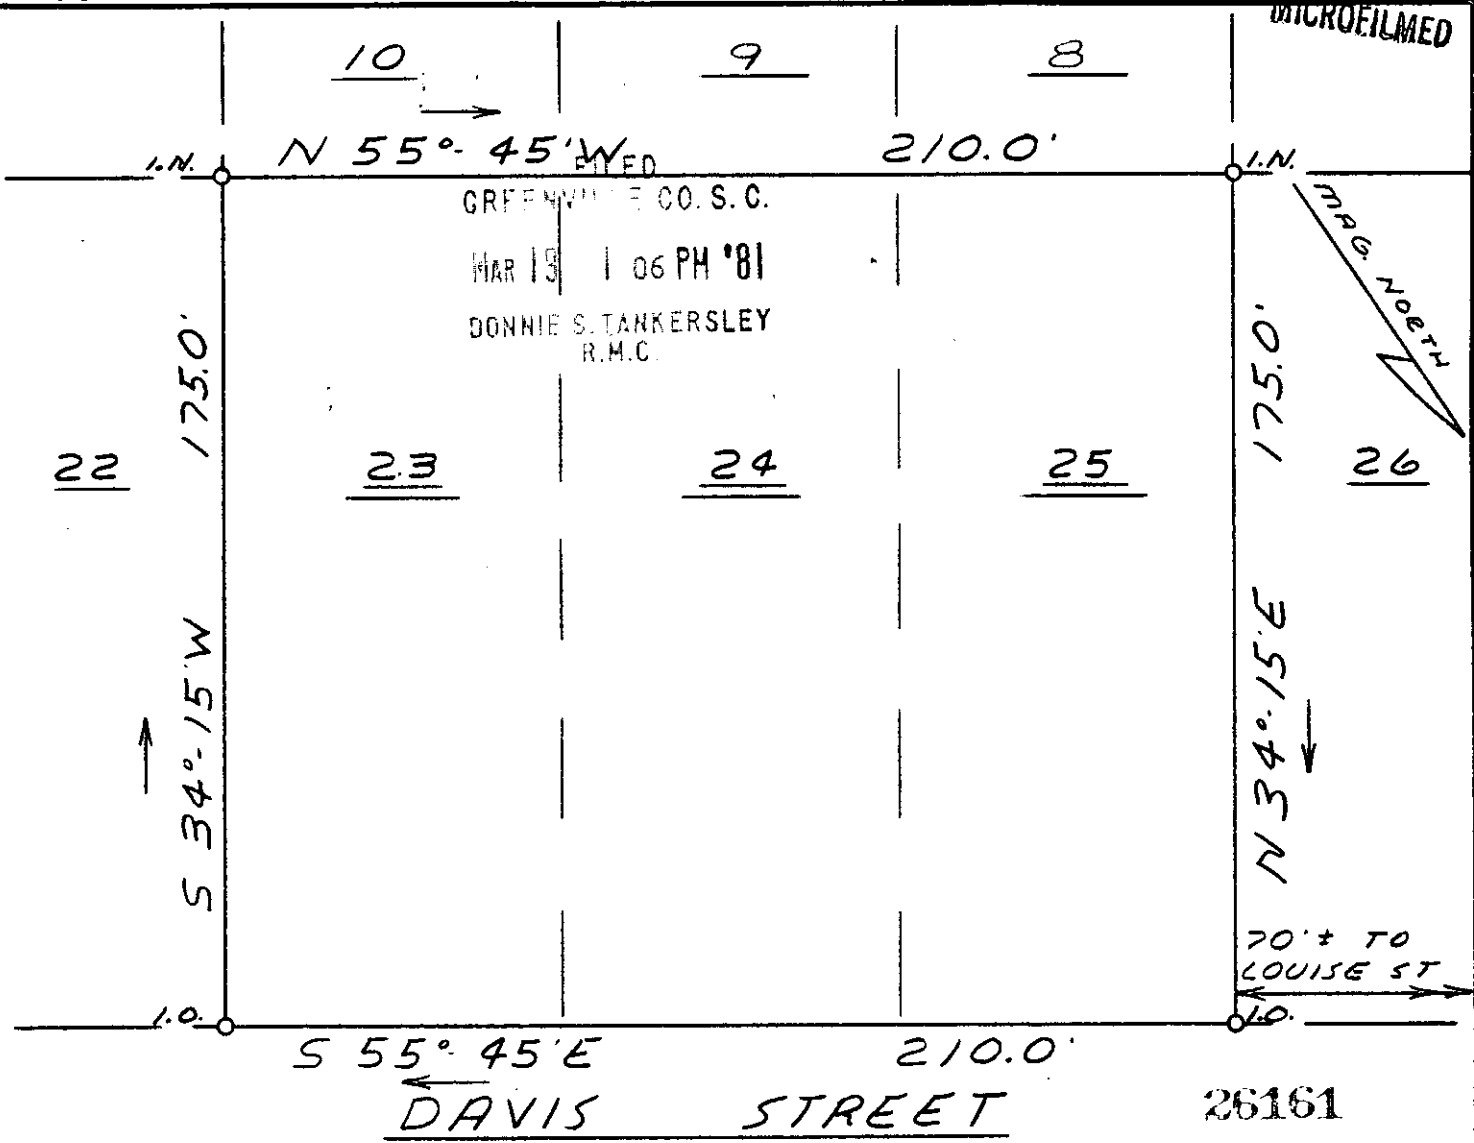 MICROFILMED
10
9
8
N 55°- 45' W
210.0'
I.N.
I.N.
FILED
GREENVILLE CO. S. C.
MAR 13 1 06 PM '81
DONNIE S. TANKERSLEY
R.M.C.
MAG. NORTH
175.0'
175.0'
22
23
24
25
26
S 34°-15' W
N 34°-15' E
70'± TO
LOUISE ST
I.O.
I.O.
S 55°- 45' E
210.0'
DAVIS STREET
26161